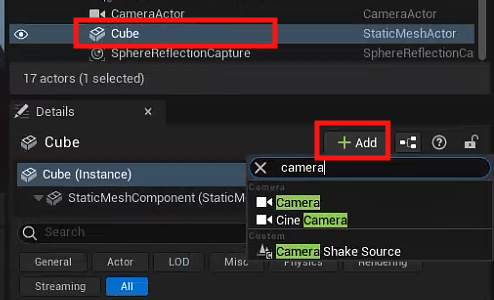 CameraActor CameraActor
Cube StaticMeshActor
SphereReflectionCapture SphereReflectionCa
17 actors (1 selected)
Details
Cube + Add
Cube (Instance) camera
StaticMeshComponent (StaticM
Camera
Camera
Cine Camera
Custom
Camera Shake Source
Search
General Actor LOD Misc Physics Rendering
Streaming All